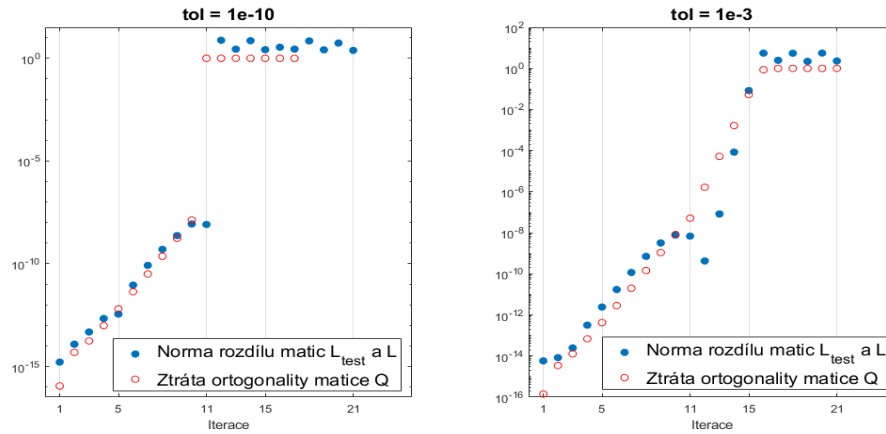 tol = 1e-10
10^0
10^-5
10^-10
10^-15
1 5 11 15 21
Iterace
Norma rozdílu matic L_test a L
Ztráta ortogonality matice Q
tol = 1e-3
10^2
10^0
10^-2
10^-4
10^-6
10^-8
10^-10
10^-12
10^-14
10^-16
1 5 11 15 21
Iterace
Norma rozdílu matic L_test a L
Ztráta ortogonality matice Q